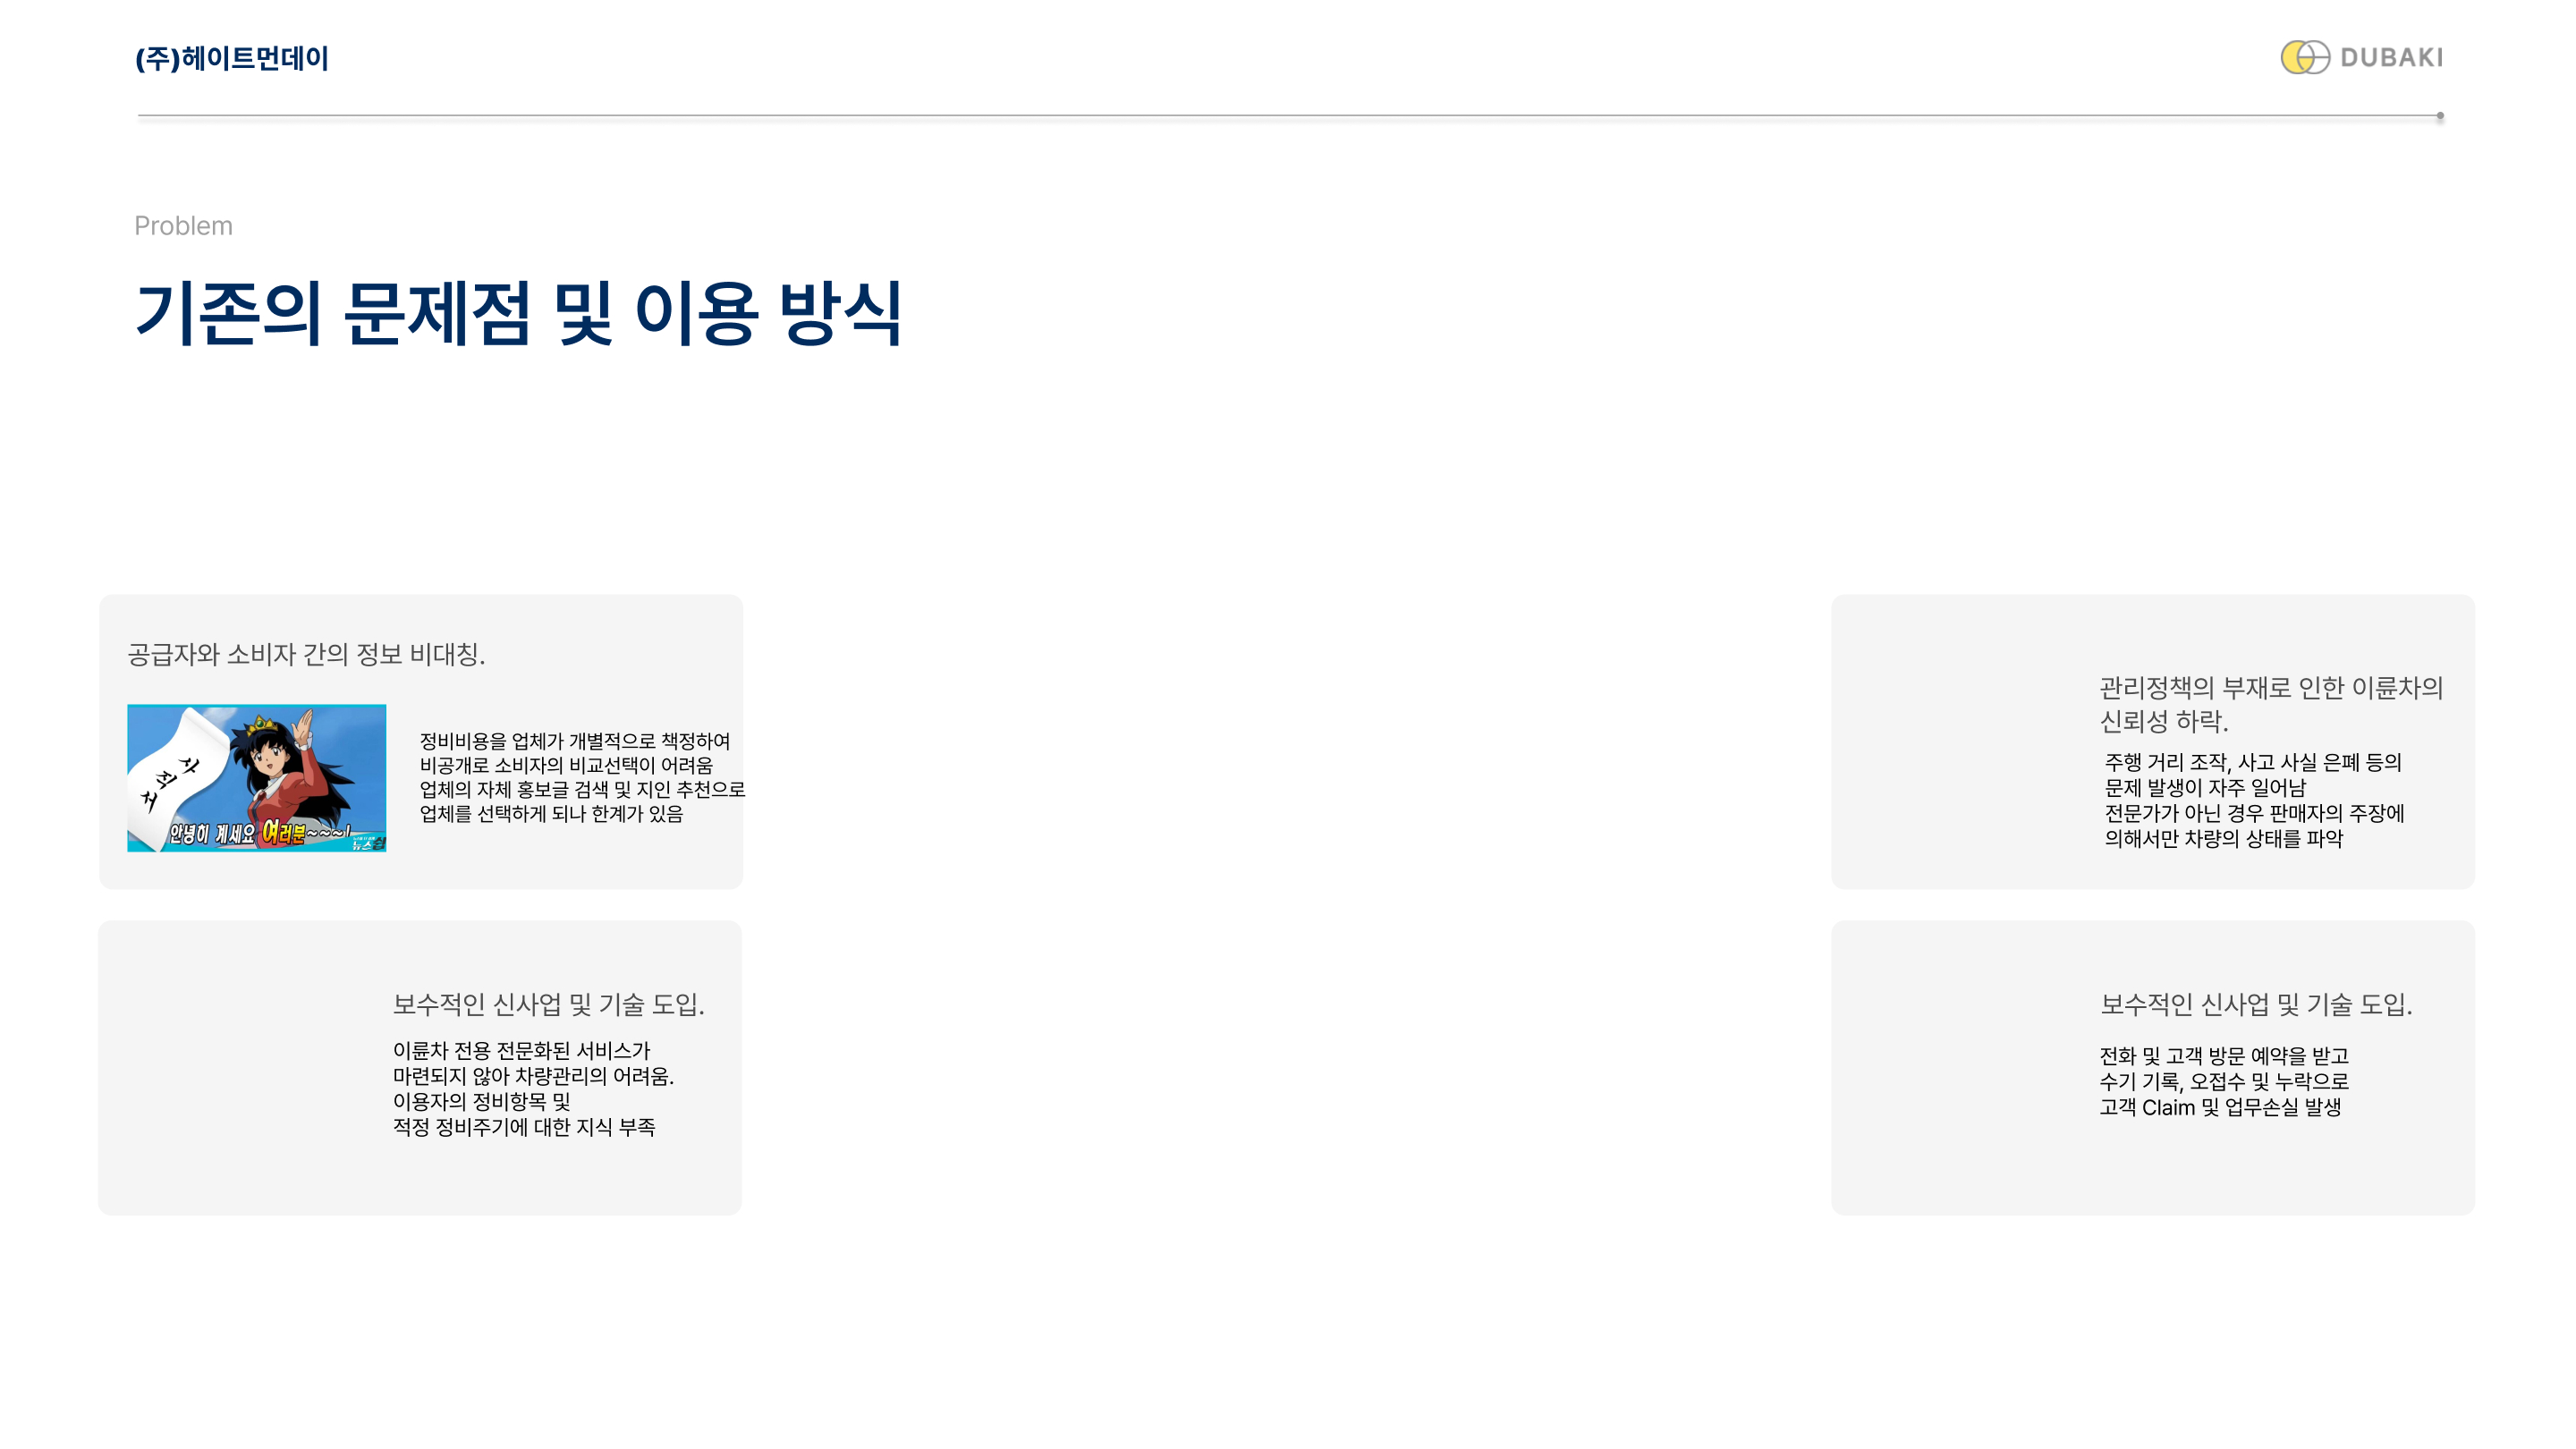 (주)헤이트먼데이
DUBAKI
Problem
기존의 문제점 및 이용 방식
공급자와 소비자 간의 정보 비대칭.
사직서
안녕히 계세요 여러분~~~!
뉴스쉽
정비비용을 업체가 개별적으로 책정하여
비공개로 소비자의 비교선택이 어려움
업체의 자체 홍보글 검색 및 지인 추천으로
업체를 선택하게 되나 한계가 있음
관리정책의 부재로 인한 이륜차의
신뢰성 하락.
주행 거리 조작, 사고 사실 은폐 등의
문제 발생이 자주 일어남
전문가가 아닌 경우 판매자의 주장에
의해서만 차량의 상태를 파악
보수적인 신사업 및 기술 도입.
이륜차 전용 전문화된 서비스가
마련되지 않아 차량관리의 어려움.
이용자의 정비항목 및
적정 정비주기에 대한 지식 부족
보수적인 신사업 및 기술 도입.
전화 및 고객 방문 예약을 받고
수기 기록, 오접수 및 누락으로
고객 Claim 및 업무손실 발생